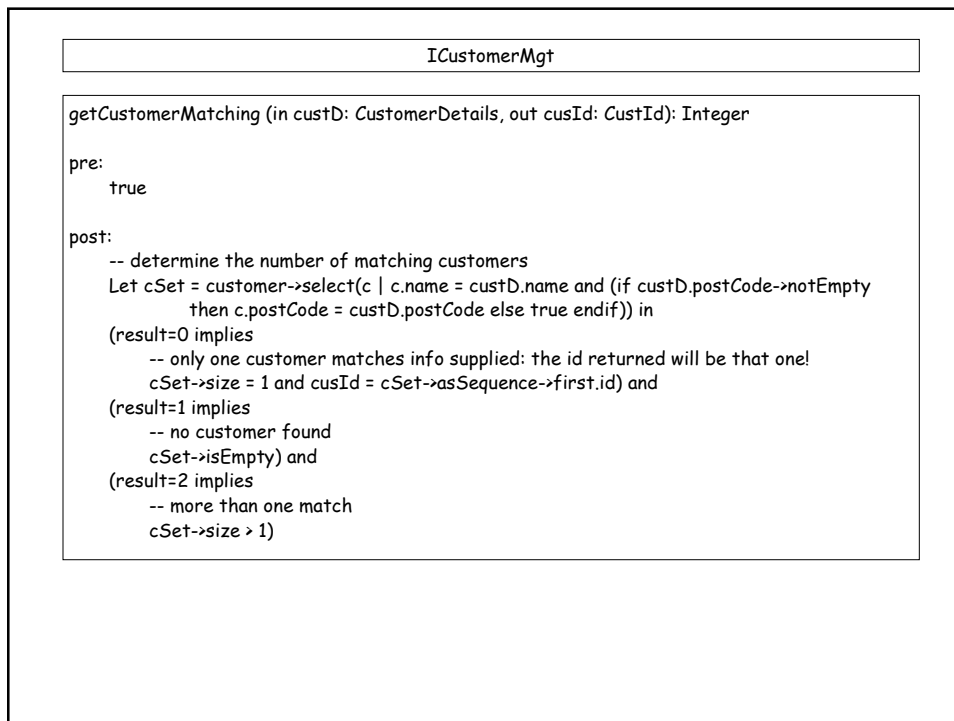 ICustomerMgt
getCustomerMatching (in custD: CustomerDetails, out cusId: CustId): Integer
pre:
true
post:
-- determine the number of matching customers
Let cSet = customer->select(c | c.name = custD.name and (if custD.postCode->notEmpty
then c.postCode = custD.postCode else true endif)) in
(result=0 implies
-- only one customer matches info supplied: the id returned will be that one!
cSet->size = 1 and cusId = cSet->asSequence->first.id) and
(result=1 implies
-- no customer found
cSet->isEmpty) and
(result=2 implies
-- more than one match
cSet->size > 1)